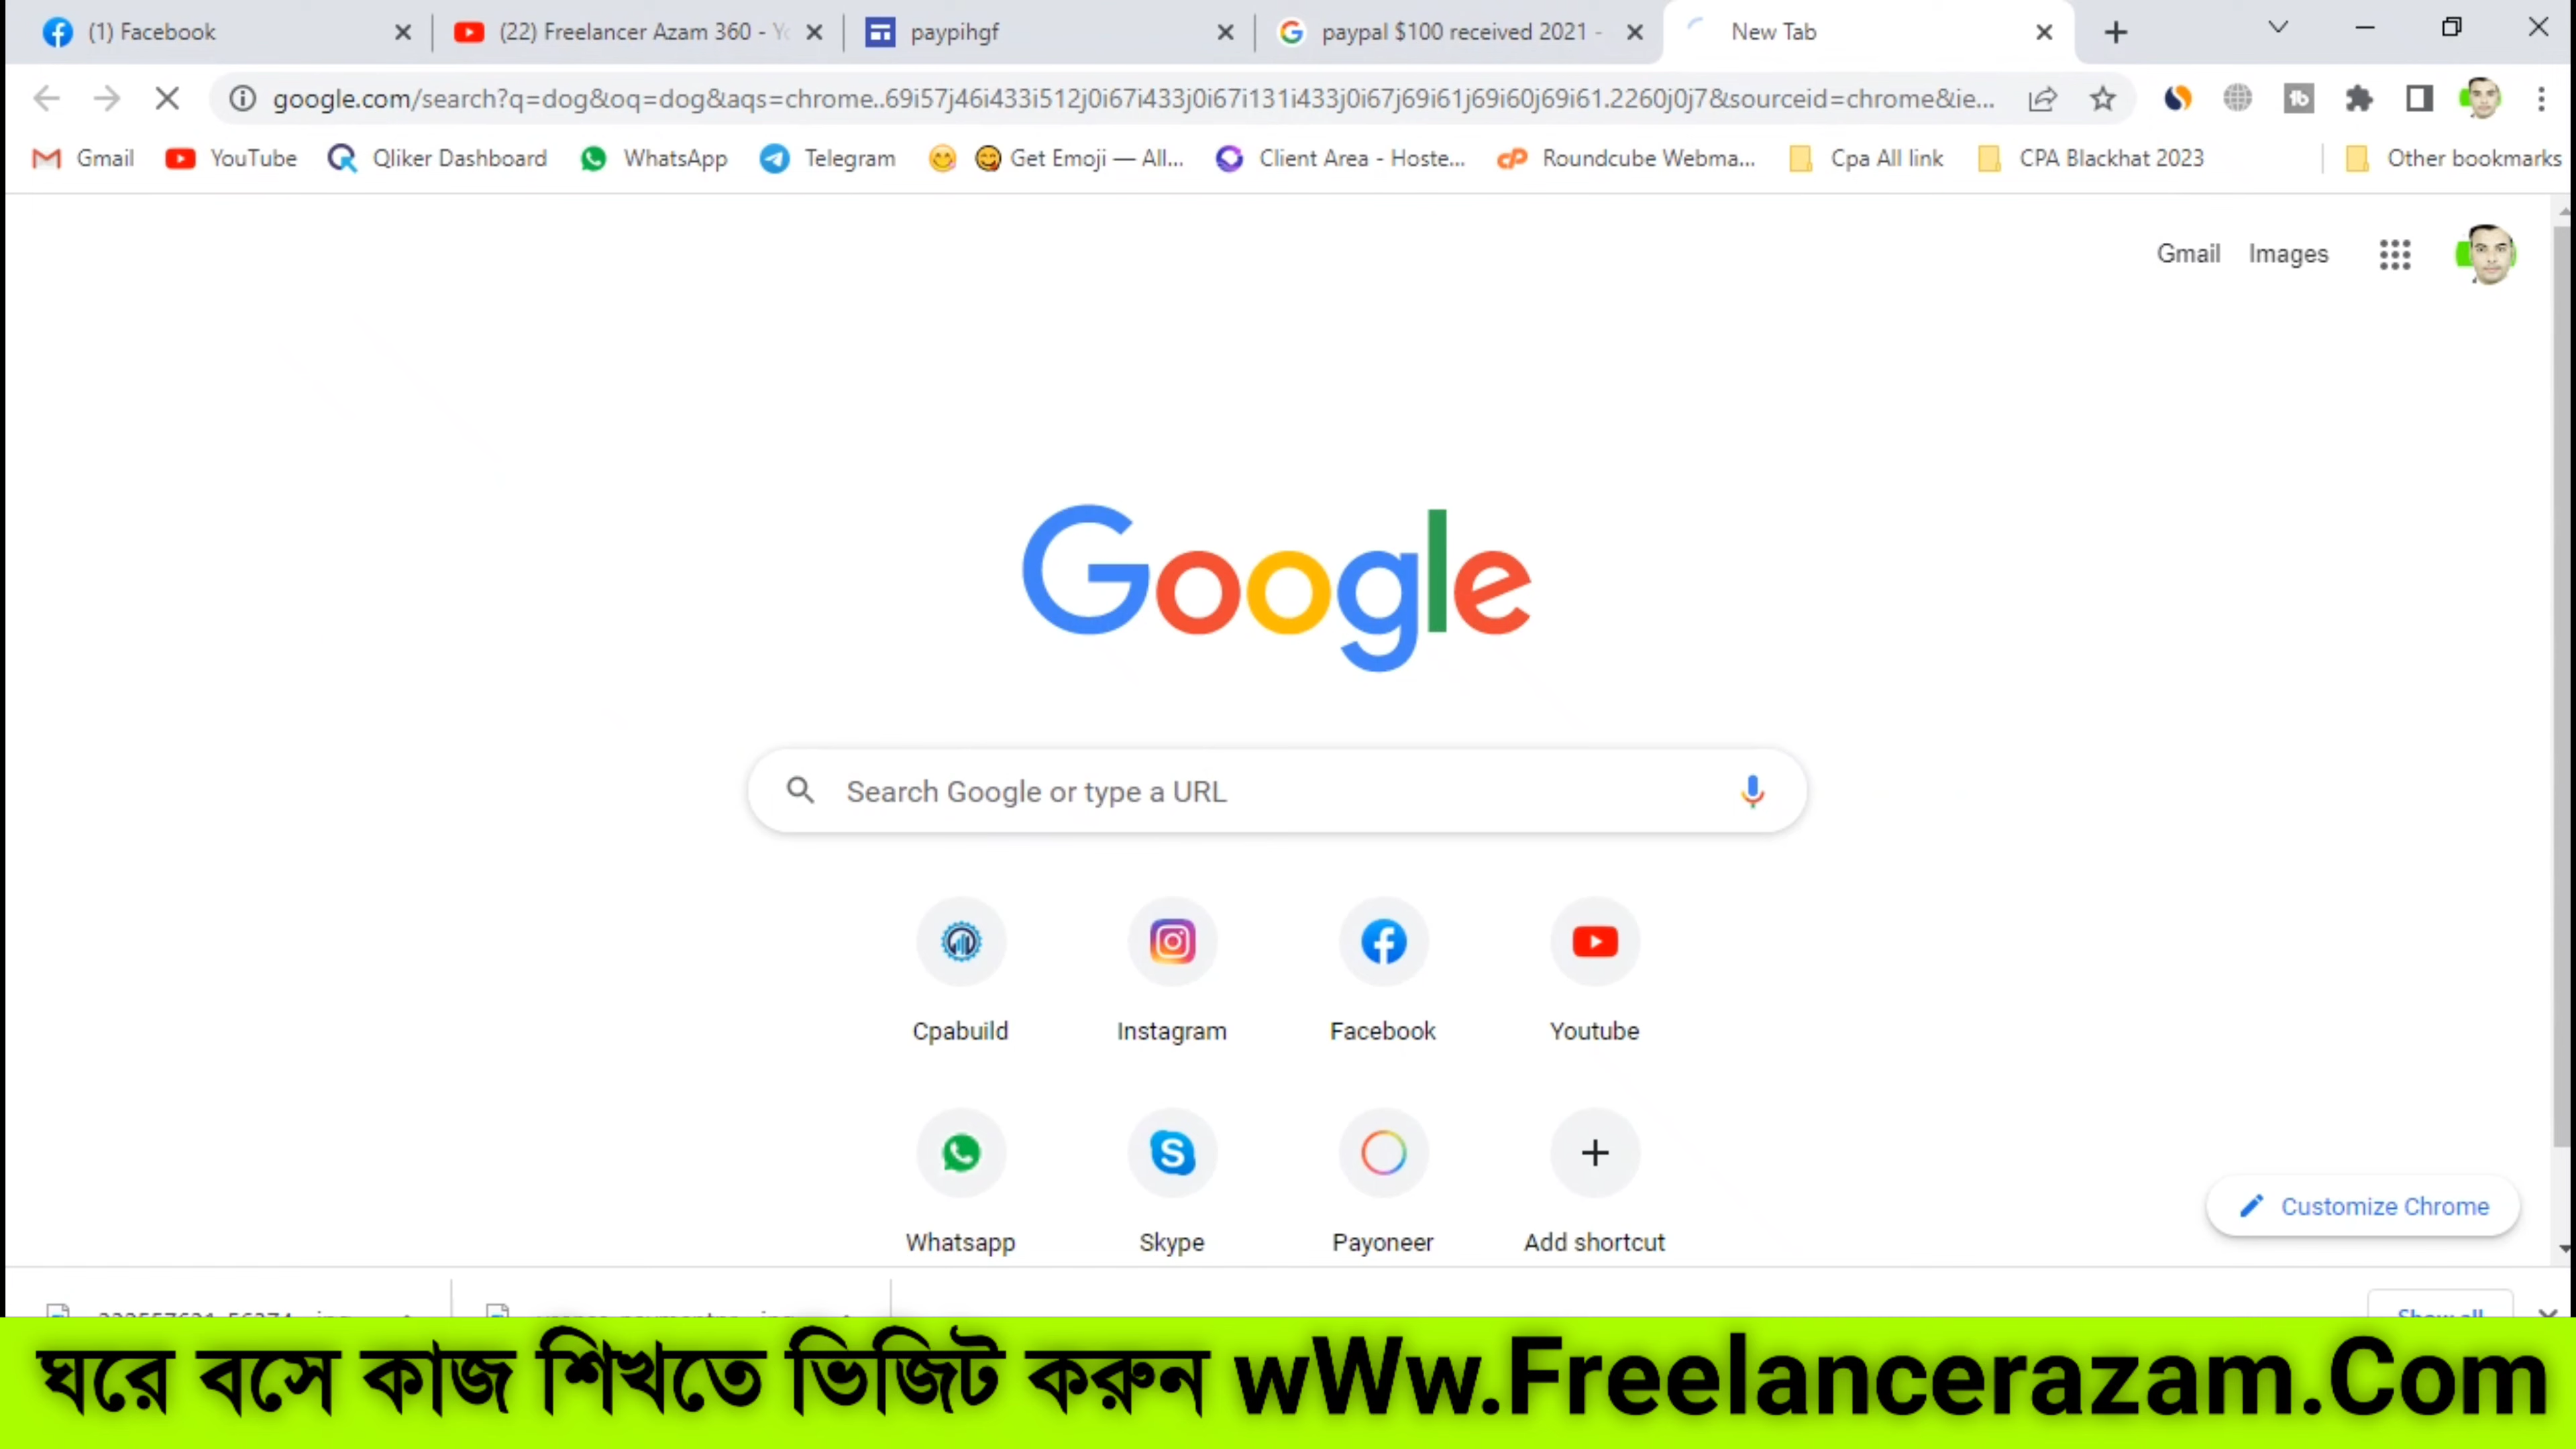 (1) Facebook
(22) Freelancer Azam 360 - Yo
paypihgf
paypal $100 received 2021 -
New Tab
google.com/search?q=dog&oq=dog&aqs=chrome..69i57j46i433i512j0i67i433j0i67i131i433j0i67j69i61j69i60j69i61.2260j0j7&sourceid=chrome&ie...
Gmail YouTube Qliker Dashboard WhatsApp Telegram Get Emoji — All... Client Area - Hoste... Roundcube Webma... Cpa All link CPA Blackhat 2023 Other bookmarks
Gmail Images
Google
Search Google or type a URL
Cpabuild Instagram Facebook Youtube
Whatsapp Skype Payoneer Add shortcut
Customize Chrome
Show all
ঘরে বসে কাজ শিখতে ভিজিট করুন wWw.Freelancerazam.Com